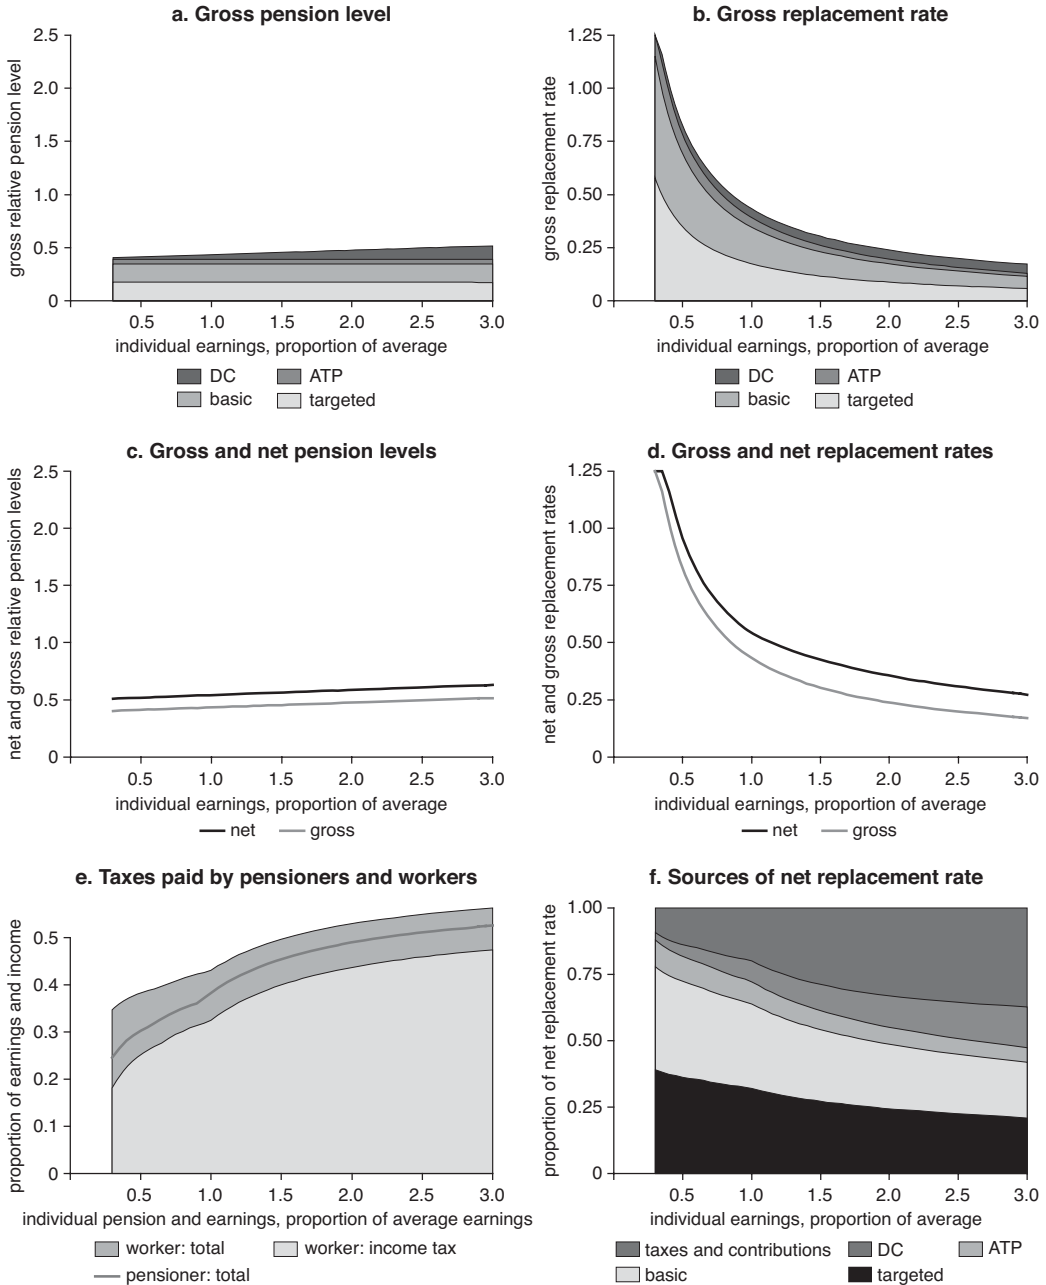 a. Gross pension level
gross relative pension level
2.5
2.0
1.5
1.0
0.5
0
0.5 1.0 1.5 2.0 2.5 3.0
individual earnings, proportion of average
DC ATP
basic targeted
b. Gross replacement rate
gross replacement rate
1.25
1.00
0.75
0.50
0.25
0
0.5 1.0 1.5 2.0 2.5 3.0
individual earnings, proportion of average
DC ATP
basic targeted
c. Gross and net pension levels
net and gross relative pension levels
2.5
2.0
1.5
1.0
0.5
0
0.5 1.0 1.5 2.0 2.5 3.0
individual earnings, proportion of average
net gross
d. Gross and net replacement rates
net and gross replacement rates
1.25
1.00
0.75
0.50
0.25
0
0.5 1.0 1.5 2.0 2.5 3.0
individual earnings, proportion of average
net gross
e. Taxes paid by pensioners and workers
proportion of earnings and income
0.5
0.4
0.3
0.2
0.1
0
0.5 1.0 1.5 2.0 2.5 3.0
individual pension and earnings, proportion of average earnings
worker: total worker: income tax
pensioner: total
f. Sources of net replacement rate
proportion of net replacement rate
1.00
0.75
0.50
0.25
0
0.5 1.0 1.5 2.0 2.5 3.0
individual earnings, proportion of average
taxes and contributions DC ATP
basic targeted